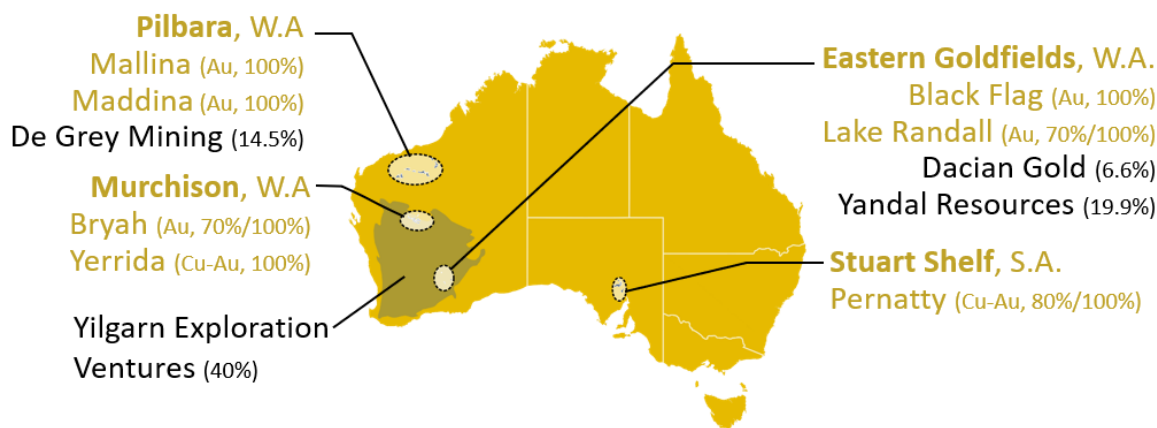 Pilbara, W.A
Mallina (Au, 100%)
Maddina (Au, 100%)
De Grey Mining (14.5%)
Murchison, W.A
Bryah (Au, 70%/100%)
Yerrida (Cu-Au, 100%)
Yilgarn Exploration
Ventures (40%)
Eastern Goldfields, W.A.
Black Flag (Au, 100%)
Lake Randall (Au, 70%/100%)
Dacian Gold (6.6%)
Yandal Resources (19.9%)
Stuart Shelf, S.A.
Pernatty (Cu-Au, 80%/100%)